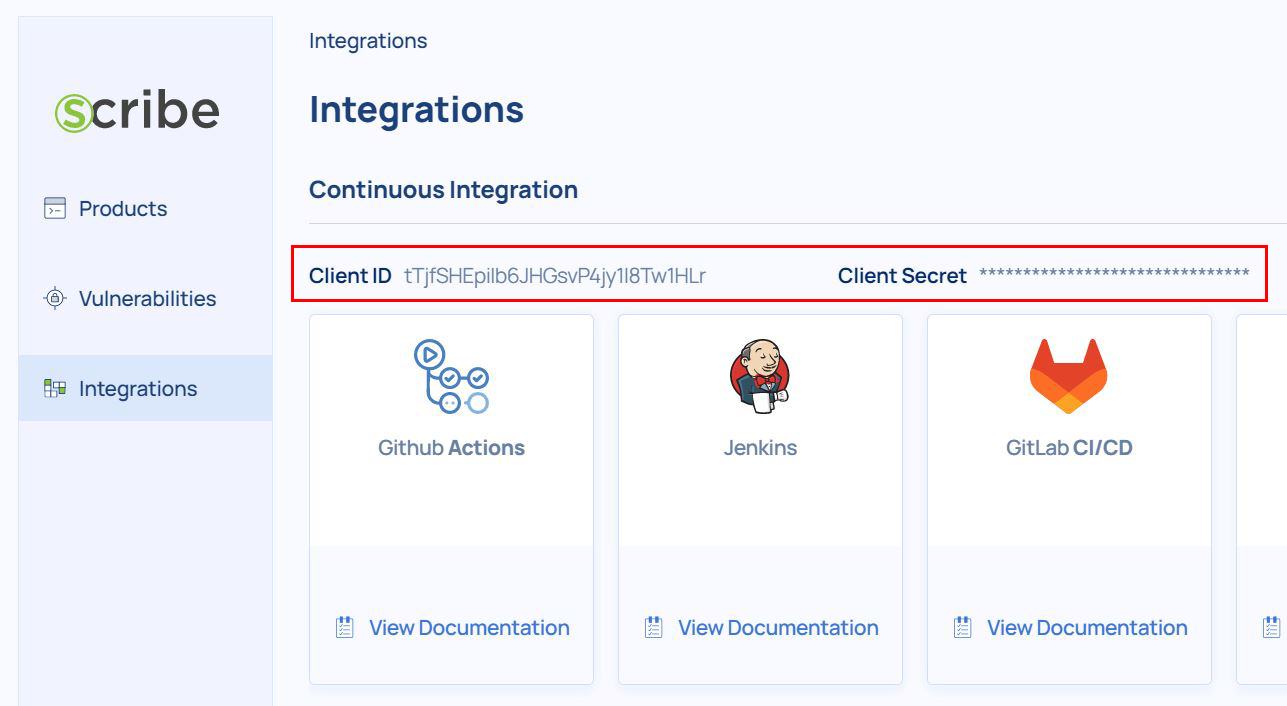 Integrations
Integrations
scribe
Continuous Integration
Products
Client ID tTjfSHEpiIb6JHGsvP4jy1I8Tw1HLr Client Secret *******************************
Vulnerabilities
Integrations
Github Actions
Jenkins
GitLab CI/CD
View Documentation
View Documentation
View Documentation